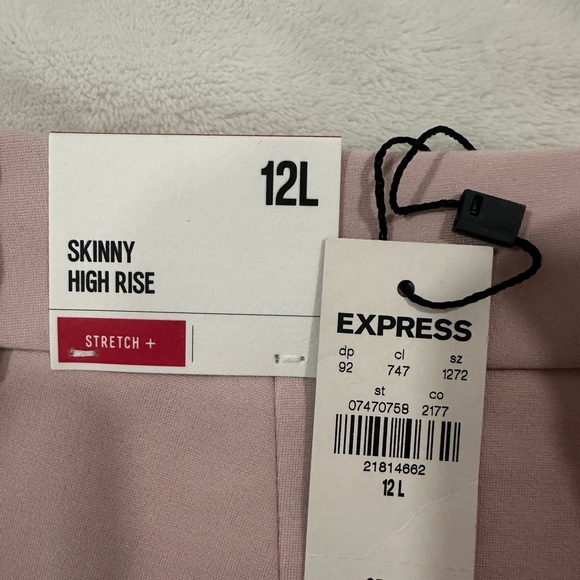 12L
SKINNY
HIGH RISE
STRETCH +
EXPRESS
dp cl sz
92 747 1272
st co
07470758 2177
21814662
12 L